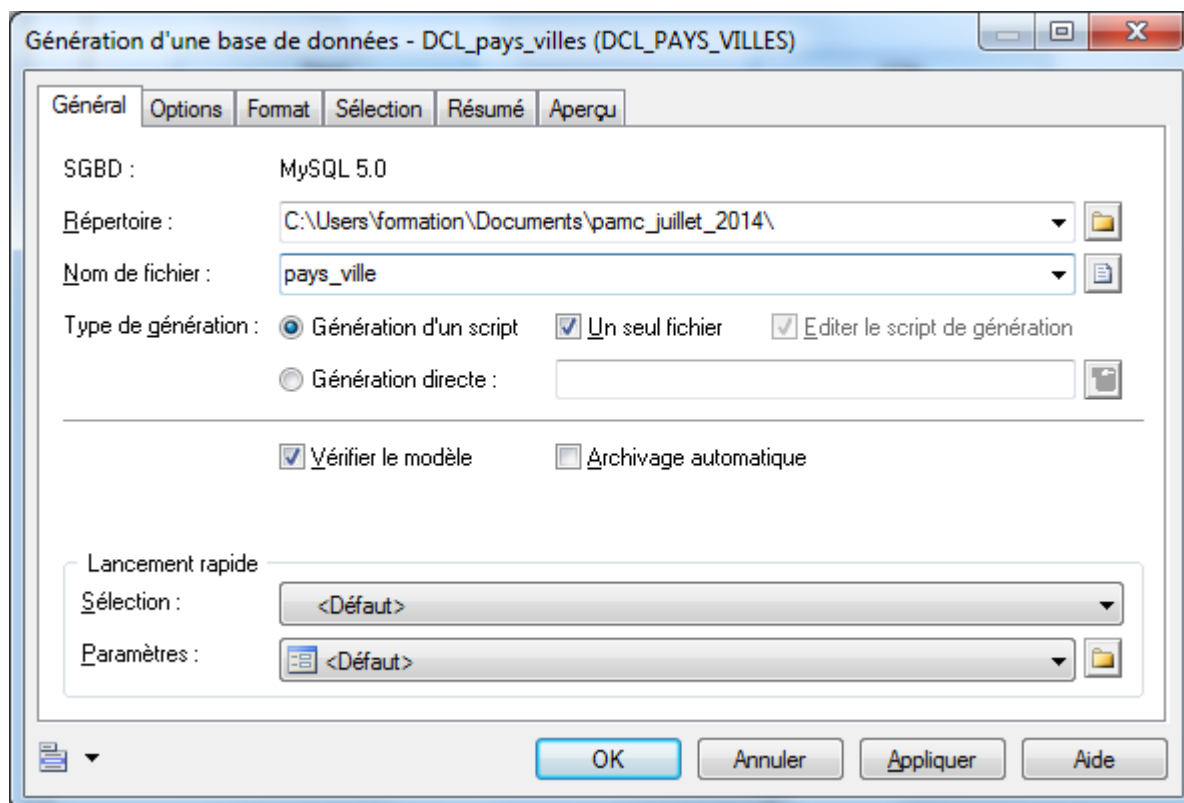 Génération d'une base de données - DCL_pays_villes (DCL_PAYS_VILLES)
Général Options Format Sélection Résumé Aperçu
SGBD : MySQL 5.0
Répertoire : C:\Users\formation\Documents\pamc_juillet_2014\
Nom de fichier : pays_ville
Type de génération : Génération d'un script Un seul fichier Editer le script de génération
Génération directe :
Vérifier le modèle Archivage automatique
Lancement rapide
Sélection : <Défaut>
Paramètres : <Défaut>
OK Annuler Appliquer Aide